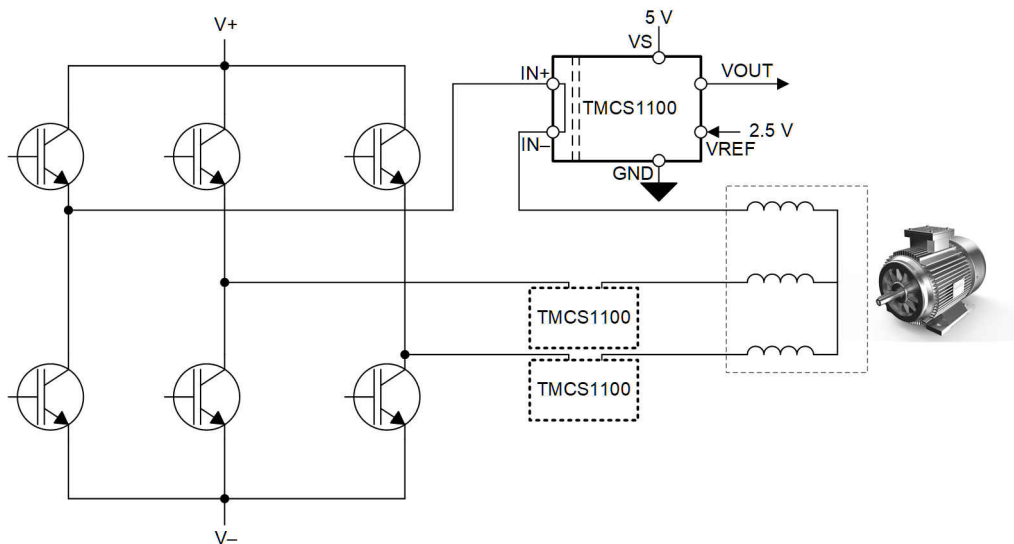 V+
5 V
VS
IN+
VOUT
TMCS1100
2.5 V
IN–
VREF
GND
TMCS1100
TMCS1100
V–